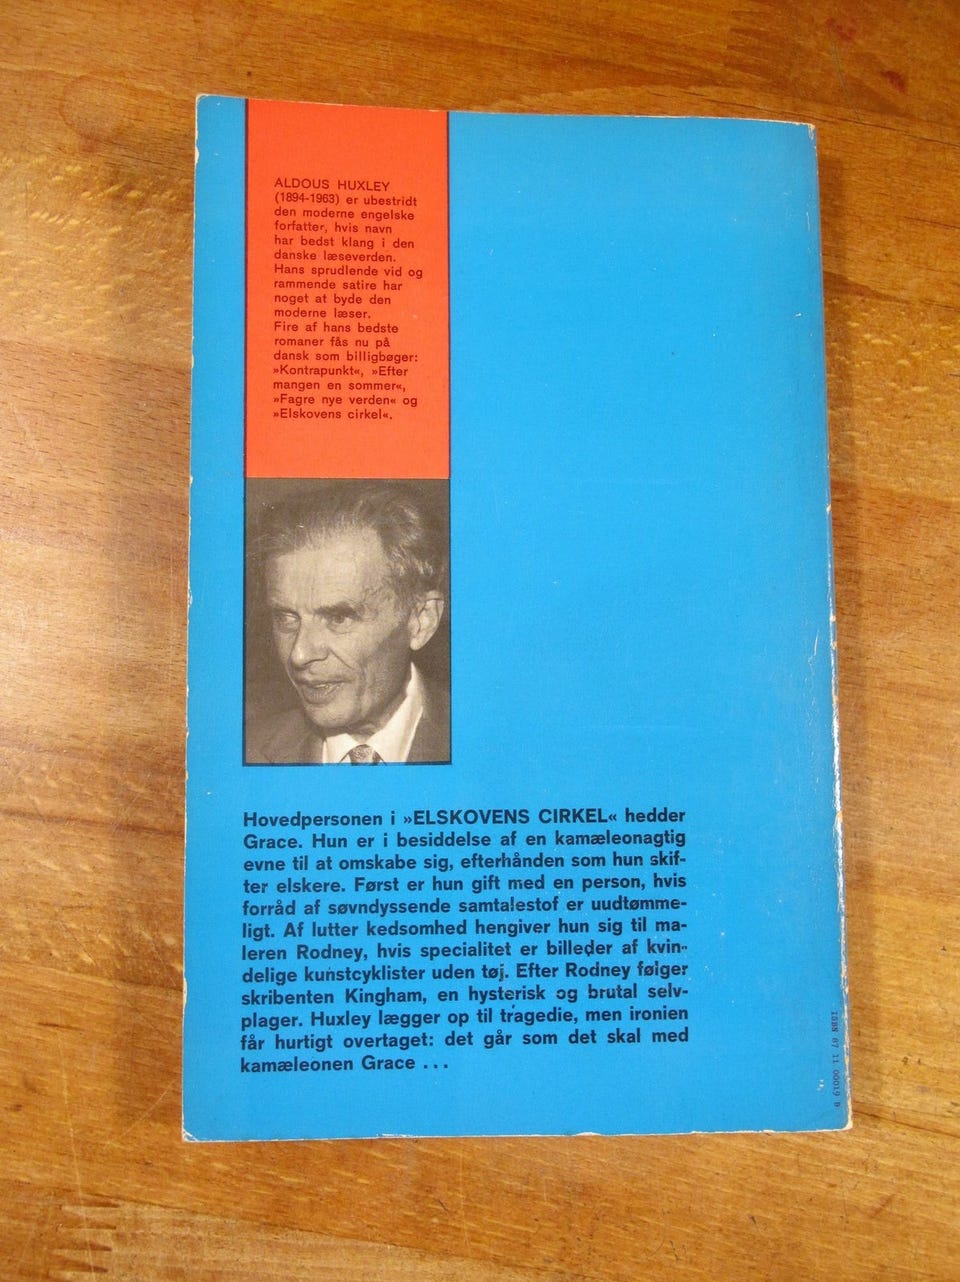 ALDOUS HUXLEY
(1894-1963) er ubestridt
den moderne engelske
forfatter, hvis navn
har bedst klang i den
danske læseverden.
Hans sprudlende vid og
rammende satire har
noget at byde den
moderne læser.
Fire af hans bedste
romaner fås nu på
dansk som billigbøger:
»Kontrapunkt«, »Efter
mangen en sommer«,
»Fagre nye verden« og
»Elskovens cirkel«.
Hovedpersonen i »ELSKOVENS CIRKEL« hedder
Grace. Hun er i besiddelse af en kamæleonagtig
evne til at omskabe sig, efterhånden som hun skif-
ter elskere. Først er hun gift med en person, hvis
forråd af søvndyssende samtalestof er uudtømme-
ligt. Af lutter kedsomhed hengiver hun sig til ma-
leren Rodney, hvis specialitet er billeder af kvin-
delige kunstcyklister uden tøj. Efter Rodney følger
skribenten Kingham, en hysterisk og brutal selv-
plager. Huxley lægger op til tragedie, men ironien
får hurtigt overtaget: det går som det skal med
kamæleonen Grace ...
ISBN 87 11 00019